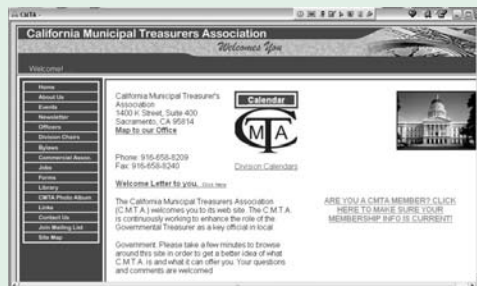 CMTA -
California Municipal Treasurers Association
Welcomes You
Welcome!
Home
About Us
Events
Newsletter
Officers
Division Chairs
Bylaws
Commercial Assoc.
Jobs
Forms
Library
CMTA Photo Album
Links
Contact Us
Join Mailing List
Site Map
California Municipal Treasurer's
Association
1400 K Street, Suite 400
Sacramento, CA 95814
Map to our Office
Phone: 916-658-8209
Fax: 916-658-8240
Welcome Letter to you, Click Here
The California Municipal Treasurers Association
(C.M.T.A.) welcomes you to its web site. The C.M.T.A.
is continuously working to enhance the role of the
Governmental Treasurer as a key official in local
Government. Please take a few minutes to browse
around this site in order to get a better idea of what
C.M.T.A. is and what it can offer you. Your questions
and comments are welcomed
Calendar
CMTA
Division Calendars
ARE YOU A CMTA MEMBER? CLICK
HERE TO MAKE SURE YOUR
MEMBERSHIP INFO IS CURRENT!